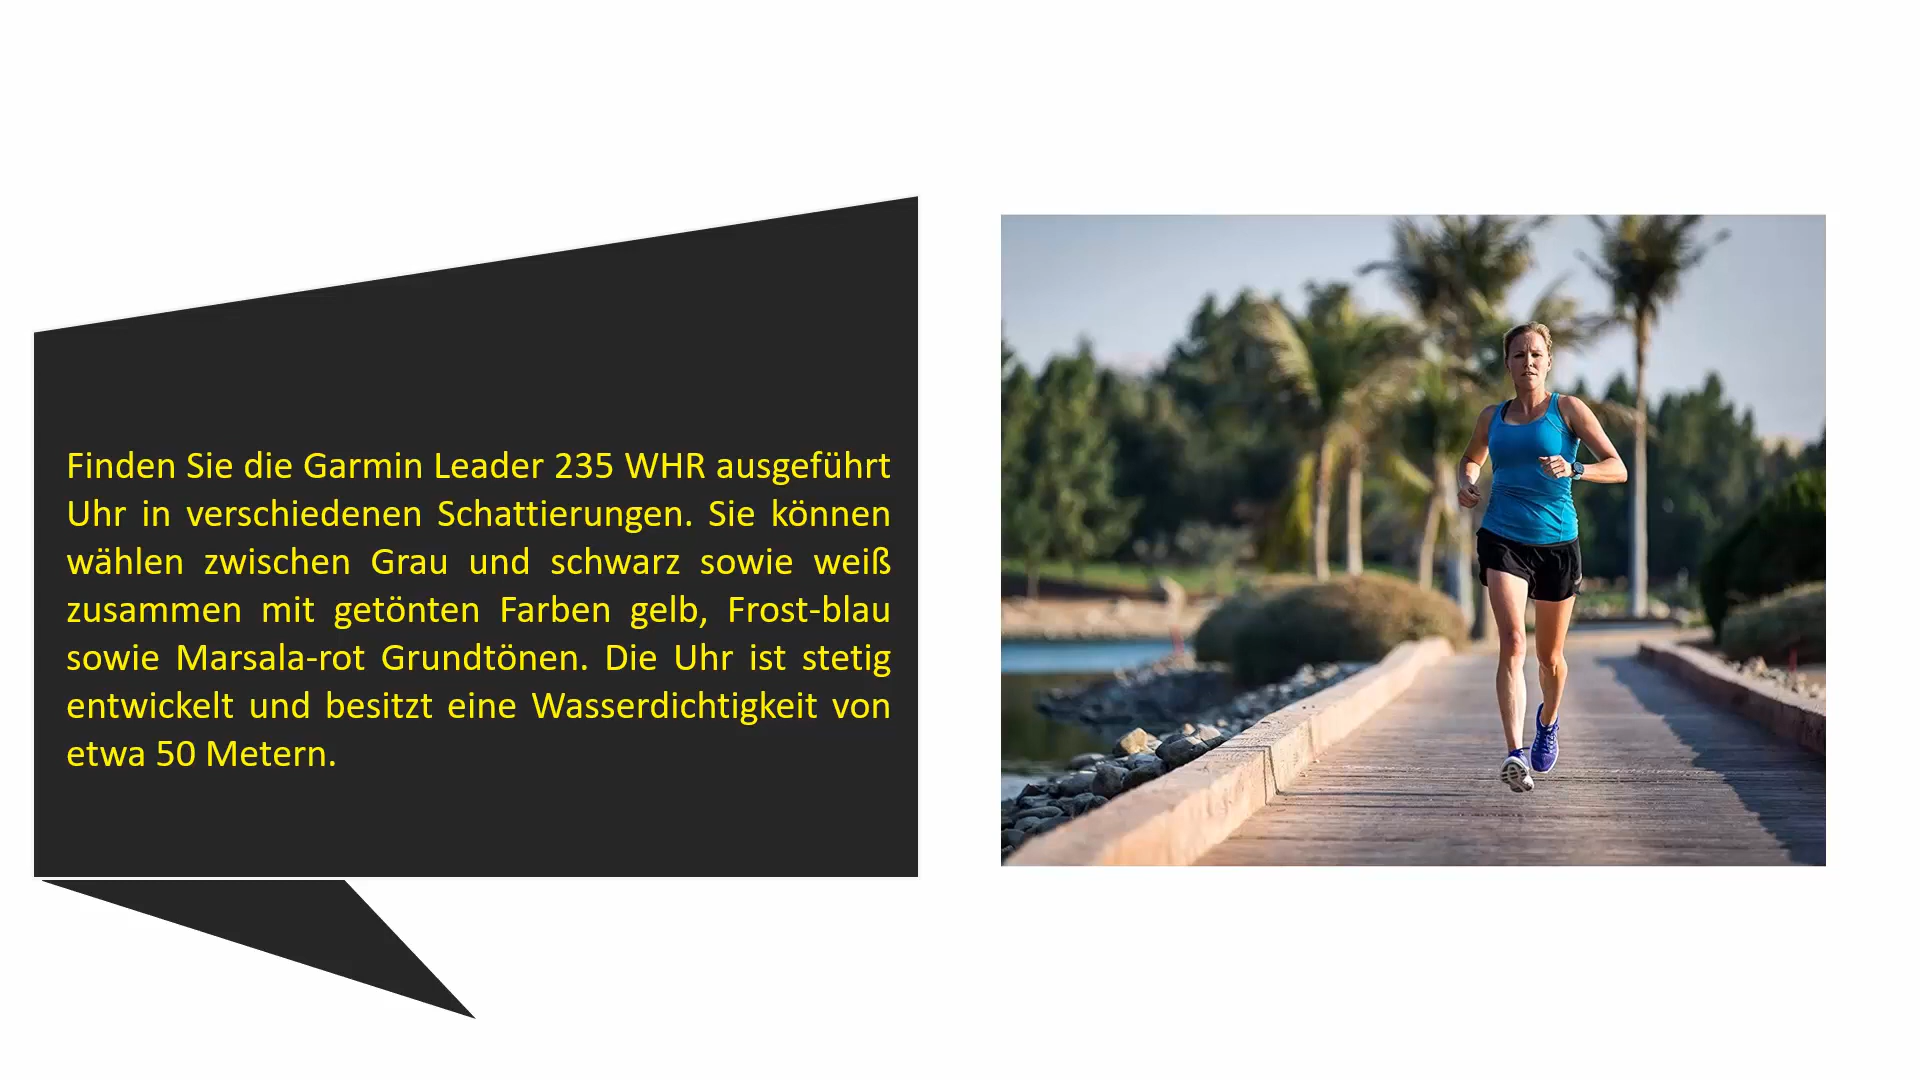 Finden Sie die Garmin Leader 235 WHR ausgeführt
Uhr in verschiedenen Schattierungen. Sie können
wählen zwischen Grau und schwarz sowie weiß
zusammen mit getönten Farben gelb, Frost-blau
sowie Marsala-rot Grundtönen. Die Uhr ist stetig
entwickelt und besitzt eine Wasserdichtigkeit von
etwa 50 Metern.